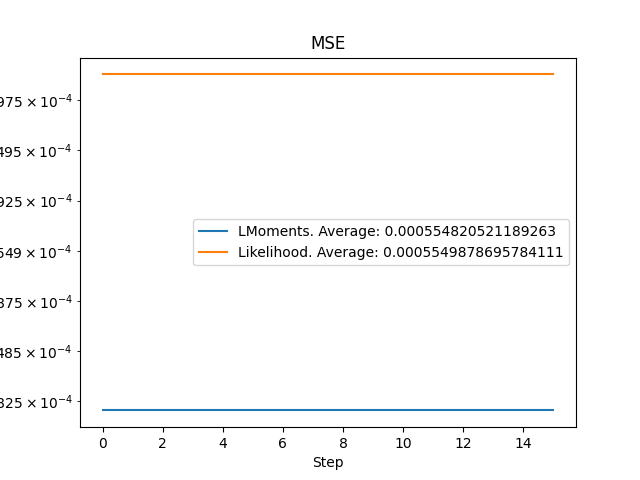 MSE
975 × 10⁻⁴
495 × 10⁻⁴
925 × 10⁻⁴
549 × 10⁻⁴
LMoments. Average: 0.000554820521189263
Likelihood. Average: 0.0005549878695784111
375 × 10⁻⁴
485 × 10⁻⁴
325 × 10⁻⁴
0 2 4 6 8 10 12 14
Step